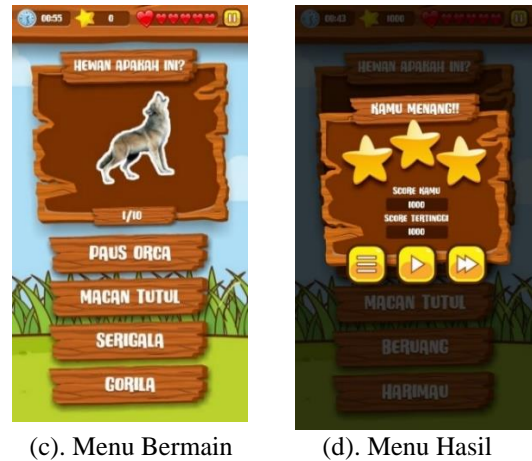 00:55 0
HEWAN APAKAH INI?
1/10
PAUS ORCA
MACAN TUTUL
SERIGALA
GORILA
(c). Menu Bermain
00:43 1000
HEWAN APAKAH INI?
KAMU MENANG!!
SCORE KAMU
1000
SCORE TERTINGGI
1000
MACAN TUTUL
BERUANG
HARIMAU
(d). Menu Hasil